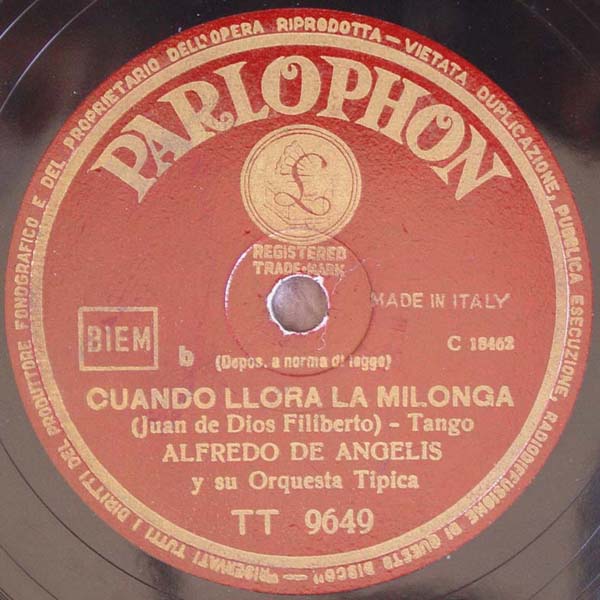 RISERVATI TUTTI I DIRITTI DEL PRODUTTORE FONOGRAFICO E DEL PROPRIETARIO DELL'OPERA RIPRODOTTA — VIETATA DUPLICAZIONE, PUBBLICA ESECUZIONE, RADIODIFFUSIONE DI QUESTO DISCO
PARLOPHON
£
REGISTERED
TRADE-MARK
MADE IN ITALY
BIEM
b
(Depos. a norma di legge)
C 18462
CUANDO LLORA LA MILONGA
(Juan de Dios Filiberto) - Tango
ALFREDO DE ANGELIS
y su Orquesta Tipica
TT 9649